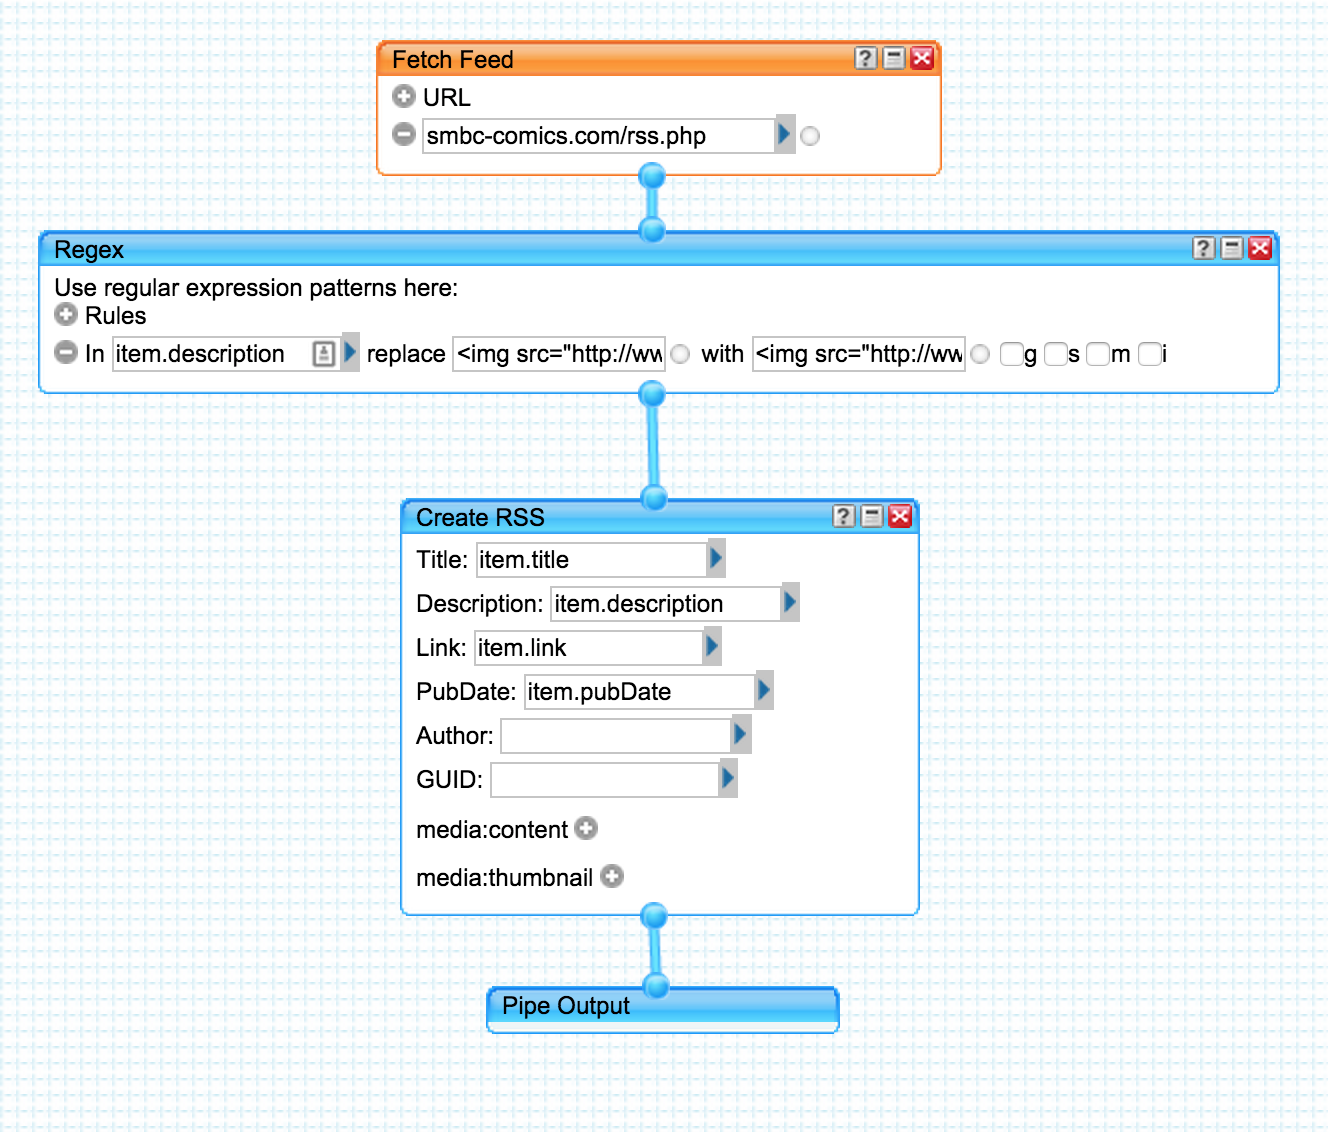 Fetch Feed
URL
smbc-comics.com/rss.php
Regex
Use regular expression patterns here:
Rules
In item.description replace <img src="http://ww with <img src="http://ww g s m i
Create RSS
Title: item.title
Description: item.description
Link: item.link
PubDate: item.pubDate
Author:
GUID:
media:content
media:thumbnail
Pipe Output